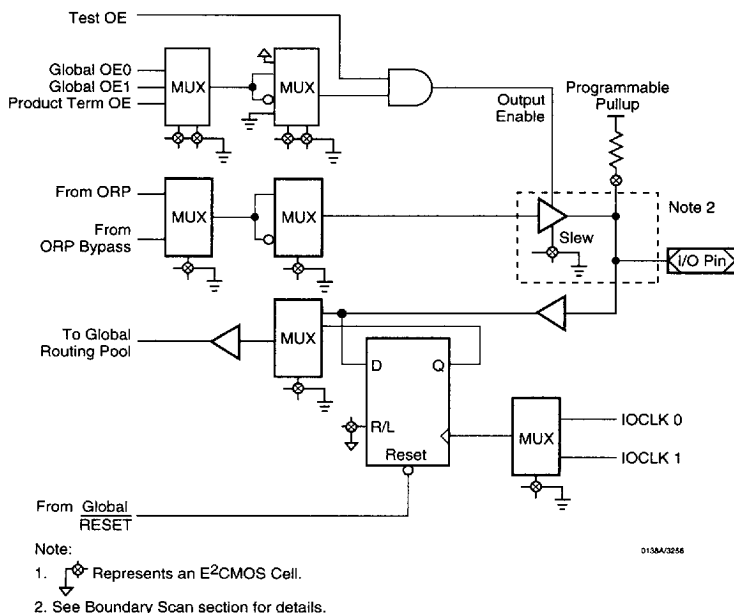 Test OE
Global OE0
Global OE1
Product Term OE
MUX
MUX
Output
Enable
Programmable
Pullup
From ORP
From
ORP Bypass
MUX
MUX
Slew
Note 2
I/O Pin
To Global
Routing Pool
MUX
D
Q
R/L
Reset
MUX
IOCLK 0
IOCLK 1
From Global
RESET
Note:
1. Represents an E²CMOS Cell.
2. See Boundary Scan section for details.
0138A/3256